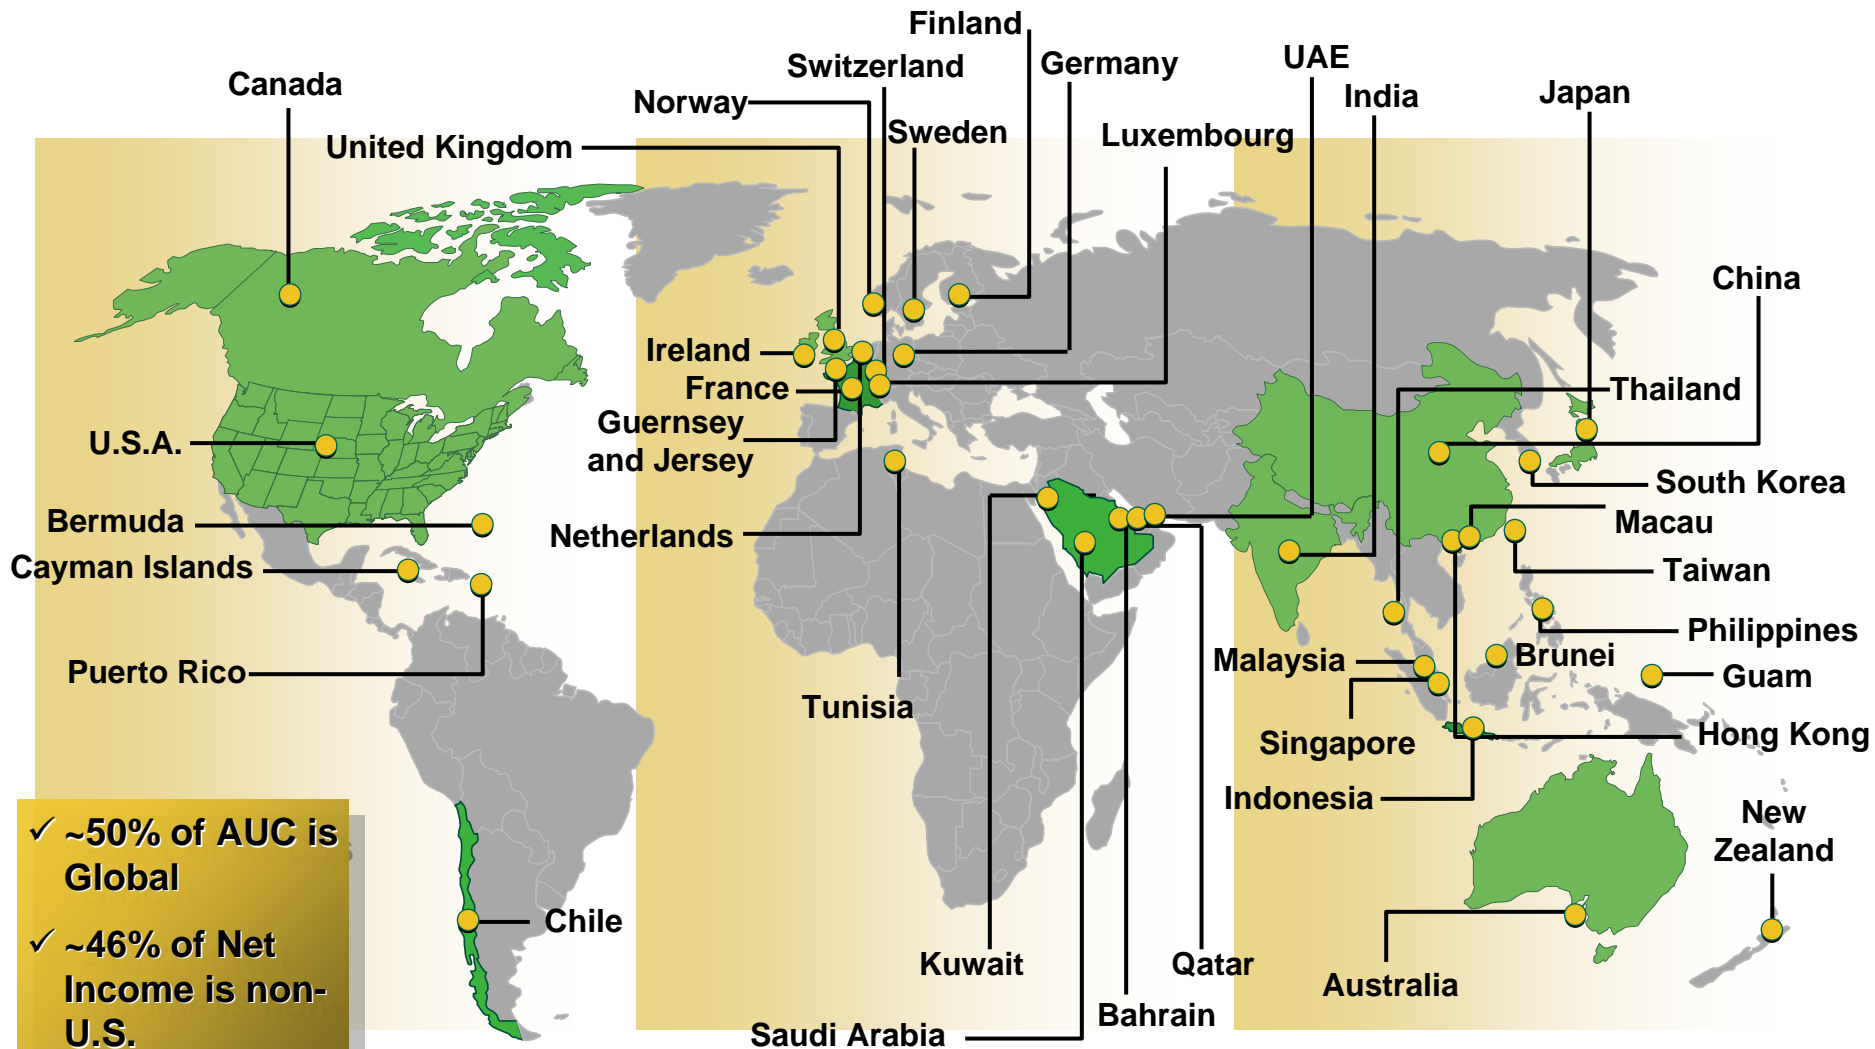 Finland
Switzerland
Germany
UAE
Canada
Norway
India
Japan
Sweden
Luxembourg
United Kingdom
China
Ireland
France
Thailand
Guernsey
and Jersey
U.S.A.
South Korea
Bermuda
Macau
Netherlands
Cayman Islands
Taiwan
Philippines
Puerto Rico
Malaysia
Brunei
Guam
Tunisia
Singapore
Hong Kong
Indonesia
New
Zealand
✓ ~50% of AUC is
Global
✓ ~46% of Net
Income is non-
U.S.
Chile
Kuwait
Qatar
Australia
Bahrain
Saudi Arabia